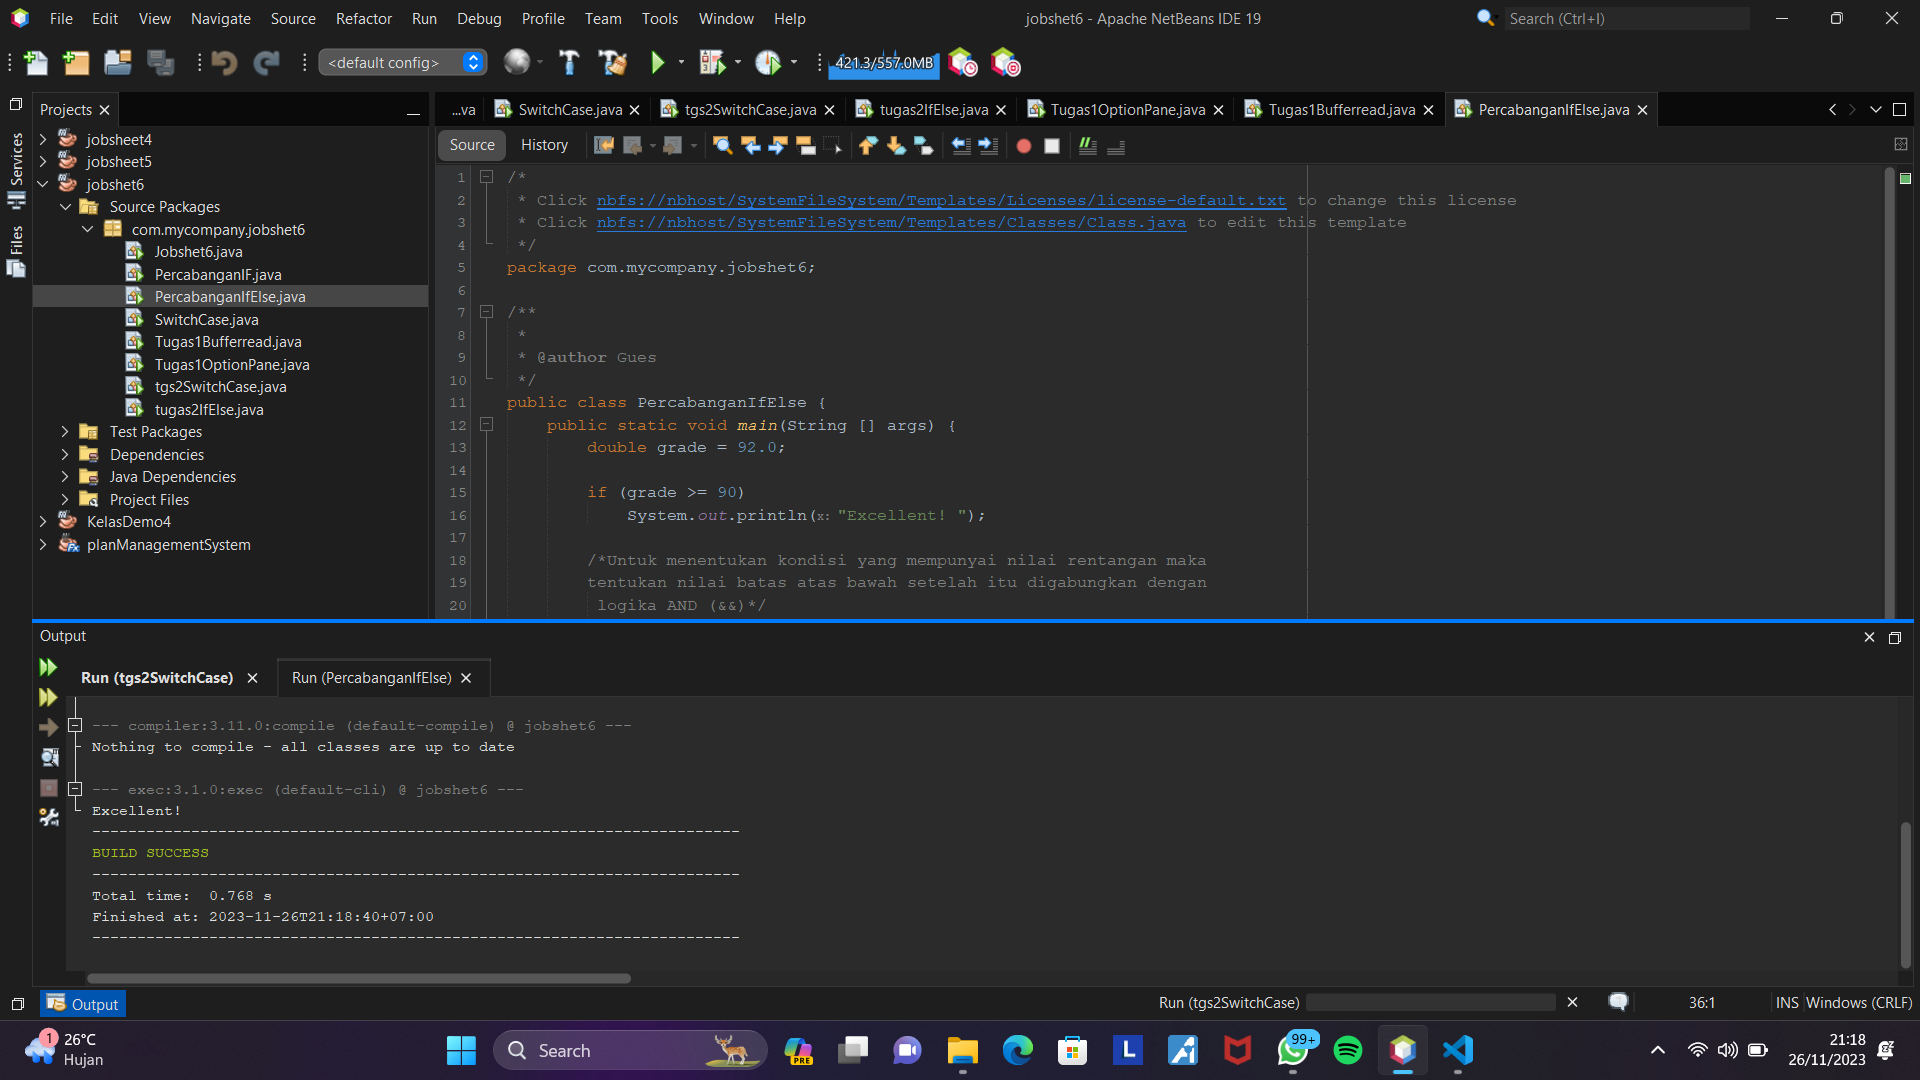 File Edit View Navigate Source Refactor Run Debug Profile Team Tools Window Help
jobshet6 - Apache NetBeans IDE 19
Search (Ctrl+I)
<default config>
421.3/557.0MB
Projects
...va SwitchCase.java tgs2SwitchCase.java tugas2IfElse.java Tugas1OptionPane.java Tugas1Bufferread.java PercabanganIfElse.java
Services
Files
jobsheet4
jobsheet5
jobshet6
Source Packages
com.mycompany.jobshet6
Jobshet6.java
PercabanganIF.java
PercabanganIfElse.java
SwitchCase.java
Tugas1Bufferread.java
Tugas1OptionPane.java
tgs2SwitchCase.java
tugas2IfElse.java
Test Packages
Dependencies
Java Dependencies
Project Files
KelasDemo4
planManagementSystem
Source History
1 /*
2 * Click nbfs://nbhost/SystemFileSystem/Templates/Licenses/license-default.txt to change this license
3 * Click nbfs://nbhost/SystemFileSystem/Templates/Classes/Class.java to edit this template
4 */
5 package com.mycompany.jobshet6;
6
7 /**
8 *
9 * @author Gues
10 */
11 public class PercabanganIfElse {
12 public static void main(String [] args) {
13 double grade = 92.0;
14
15 if (grade >= 90)
16 System.out.println(x: "Excellent! ");
17
18 /*Untuk menentukan kondisi yang mempunyai nilai rentangan maka
19 tentukan nilai batas atas bawah setelah itu digabungkan dengan
20 logika AND (&&)*/
Output
Run (tgs2SwitchCase) Run (PercabanganIfElse)
--- compiler:3.11.0:compile (default-compile) @ jobshet6 ---
Nothing to compile - all classes are up to date
--- exec:3.1.0:exec (default-cli) @ jobshet6 ---
Excellent!
------------------------------------------------------------------------
BUILD SUCCESS
------------------------------------------------------------------------
Total time: 0.768 s
Finished at: 2023-11-26T21:18:40+07:00
------------------------------------------------------------------------
Output
Run (tgs2SwitchCase)
36:1
INS
Windows (CRLF)
1
26°C
Hujan
Search
PRE
L
99+
21:18
26/11/2023